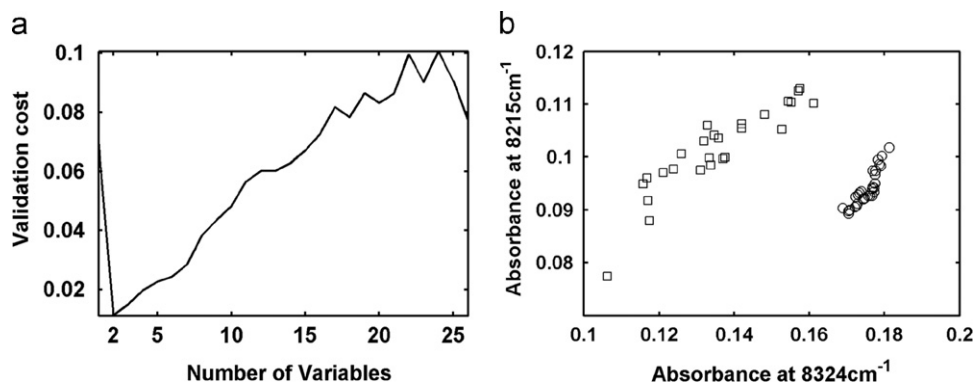 a
Validation cost
0.1
0.08
0.06
0.04
0.02
2 5 10 15 20 25
Number of Variables
b
Absorbance at 8215cm⁻¹
0.12
0.11
0.1
0.09
0.08
0.1 0.12 0.14 0.16 0.18 0.2
Absorbance at 8324cm⁻¹